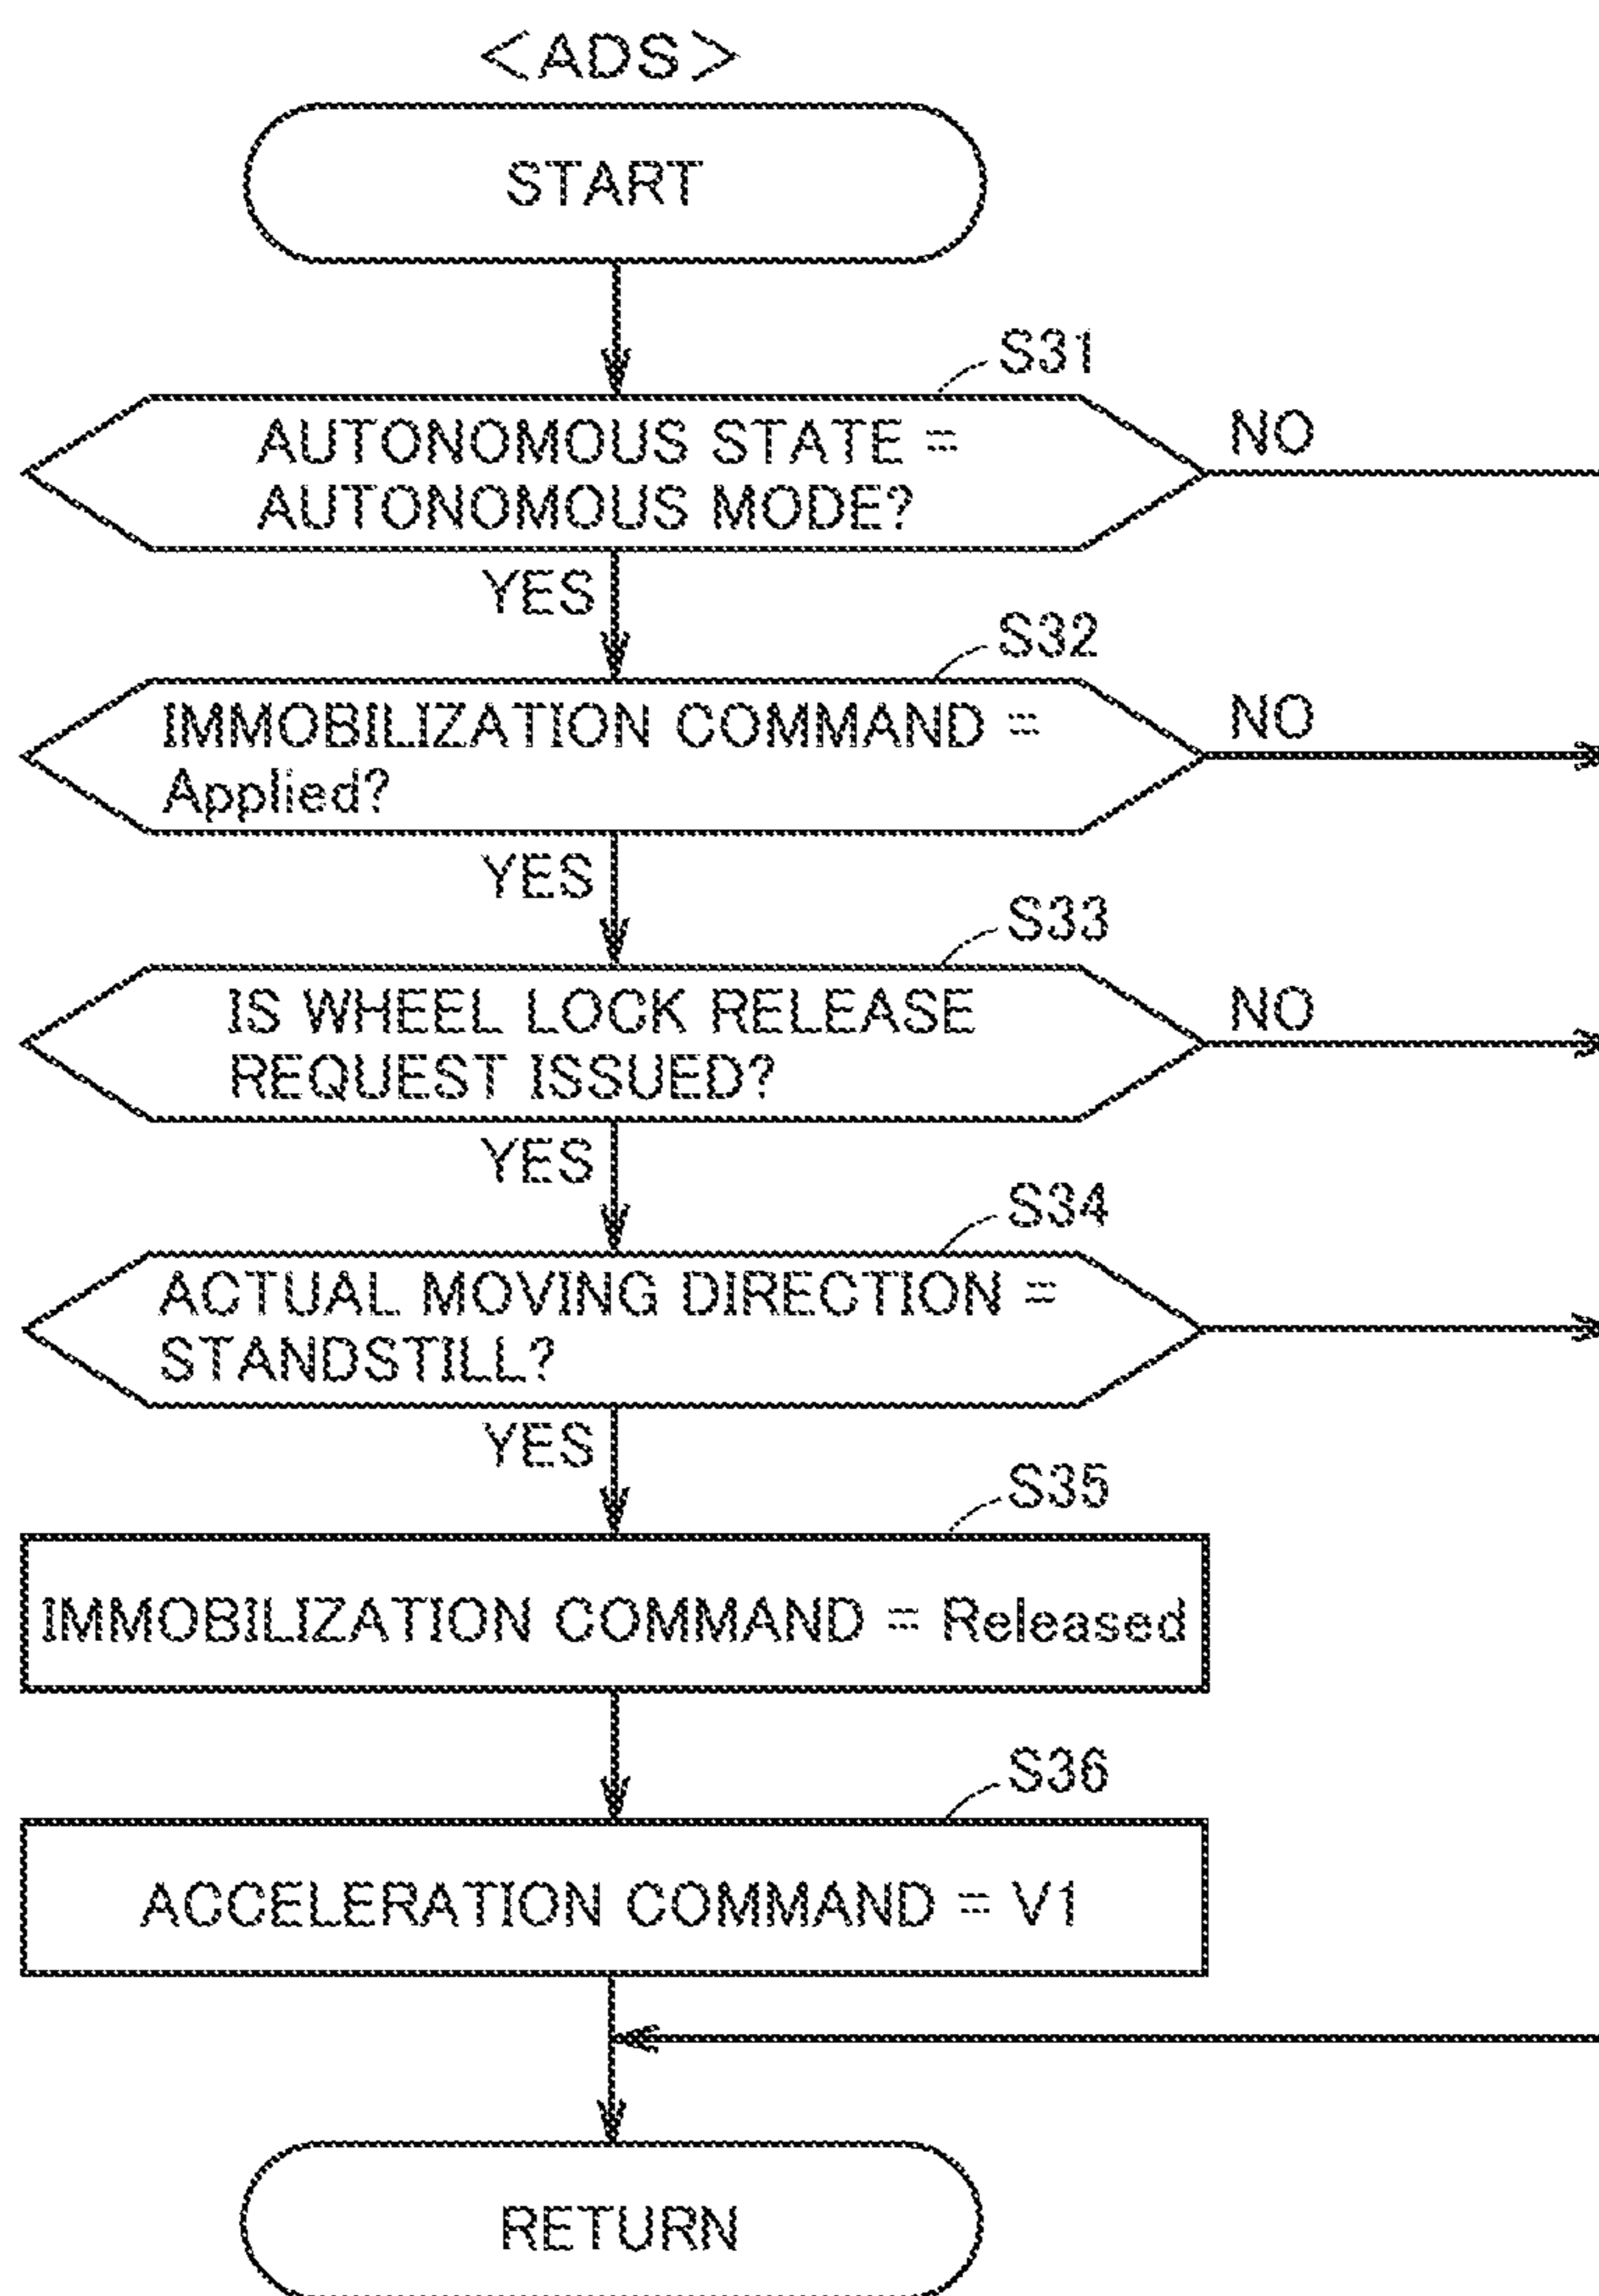 <ADS>
START
S31
AUTONOMOUS STATE =
AUTONOMOUS MODE?
NO
YES
S32
IMMOBILIZATION COMMAND =
Applied?
NO
YES
S33
IS WHEEL LOCK RELEASE
REQUEST ISSUED?
NO
YES
S34
ACTUAL MOVING DIRECTION =
STANDSTILL?
YES
S35
IMMOBILIZATION COMMAND = Released
S36
ACCELERATION COMMAND = V1
RETURN